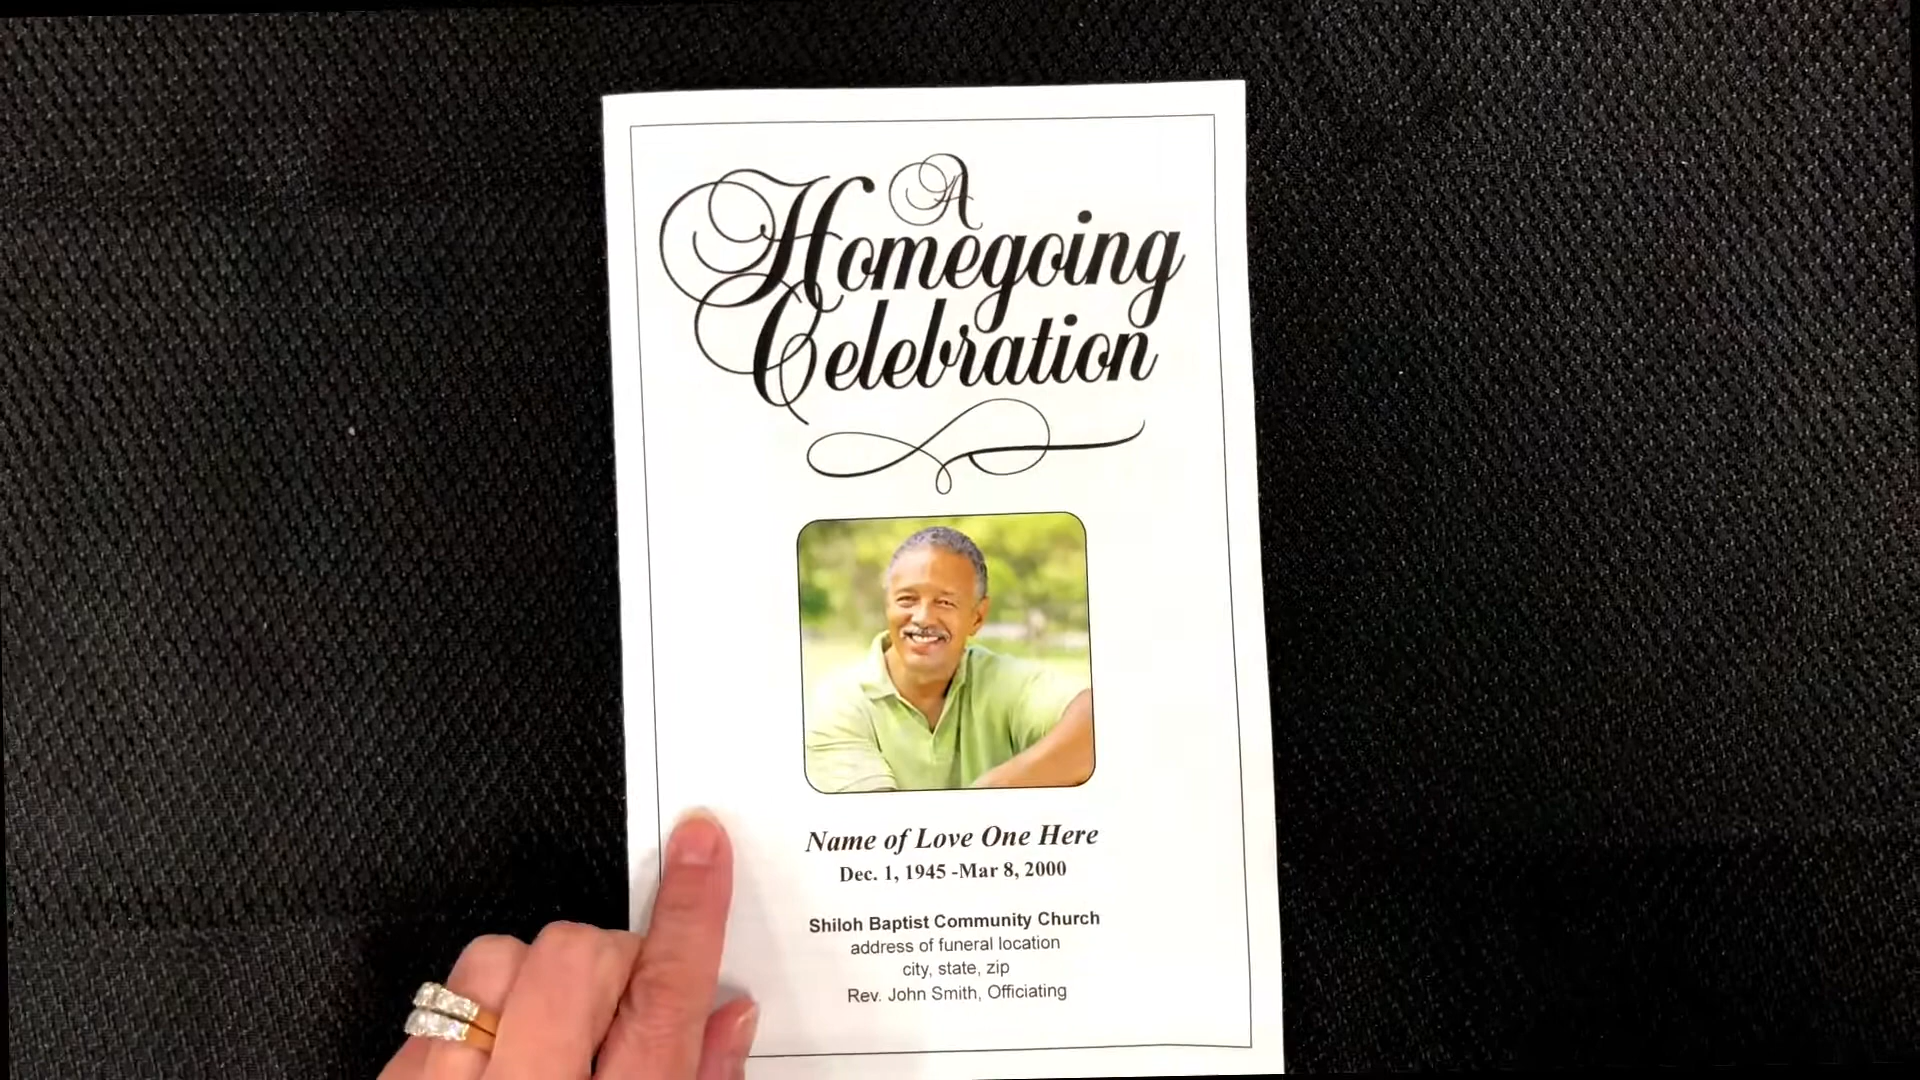 A
Homegoing
Celebration
Name of Love One Here
Dec. 1, 1945 -Mar 8, 2000
Shiloh Baptist Community Church
address of funeral location
city, state, zip
Rev. John Smith, Officiating